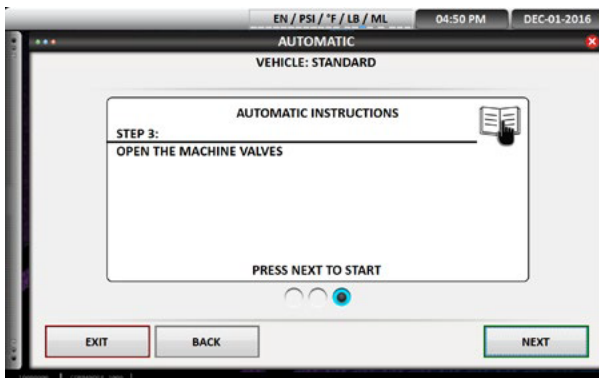 EN / PSI / °F / LB / ML 04:50 PM DEC-01-2016
AUTOMATIC
VEHICLE: STANDARD
AUTOMATIC INSTRUCTIONS
STEP 3:
OPEN THE MACHINE VALVES
PRESS NEXT TO START
EXIT BACK NEXT